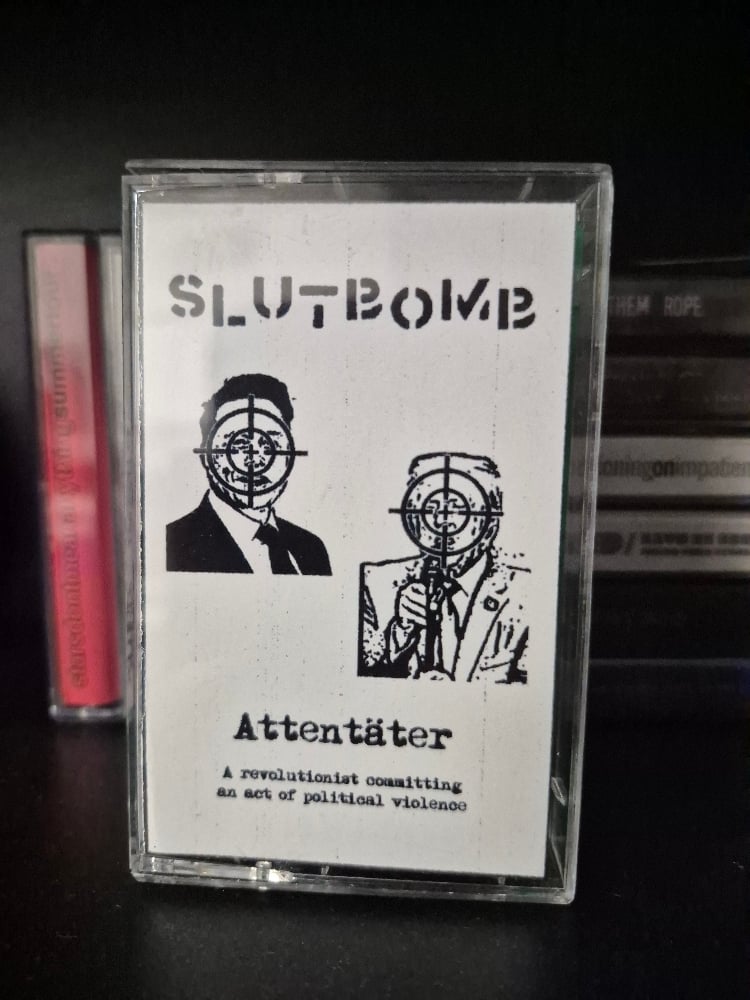 SLUTBOMB
Attentäter
A revolutionist committing
an act of political violence
THEM ROPE